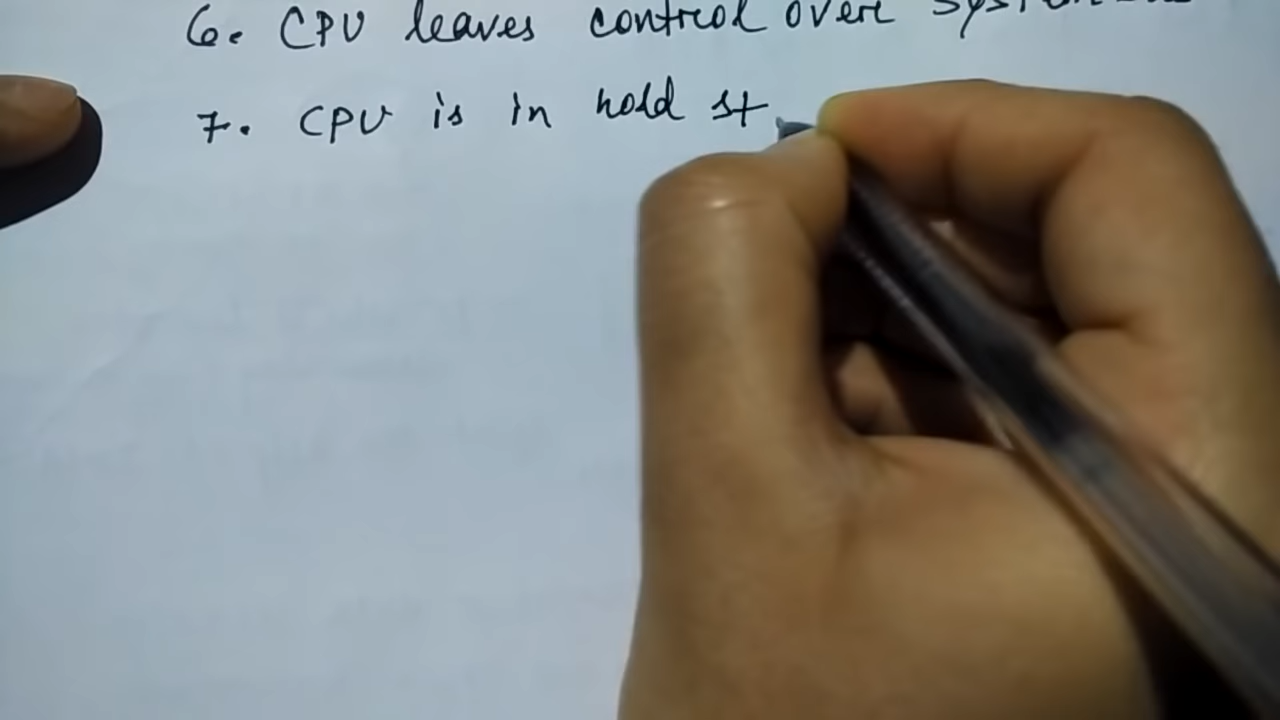 6. CPU leaves control over
7. CPU is in hold st